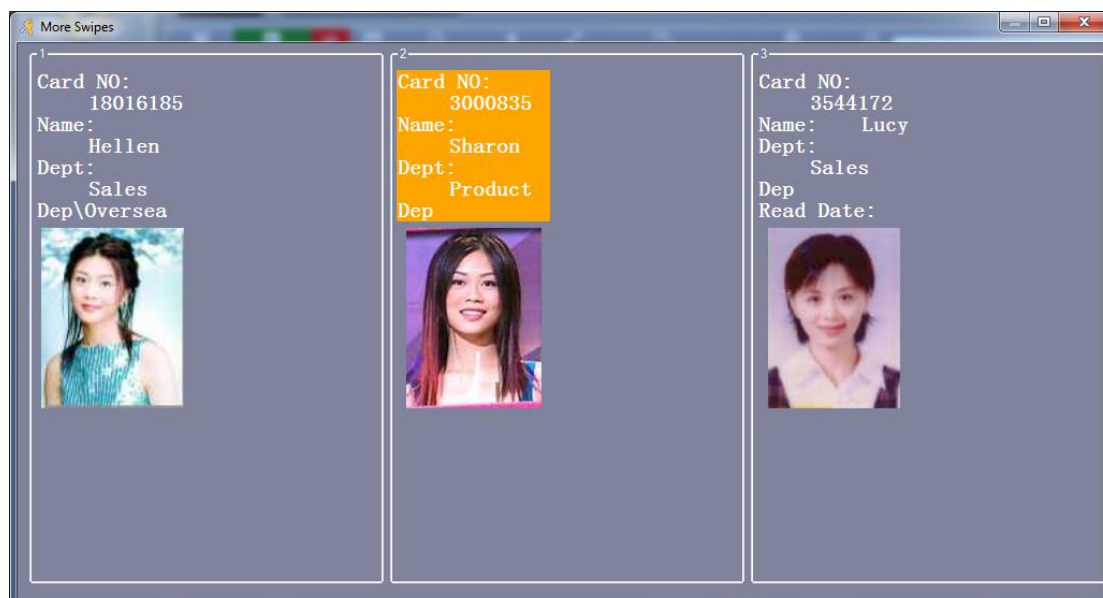 More Swipes
1
Card NO:
18016185
Name:
Hellen
Dept:
Sales
Dep\Oversea
2
Card NO:
3000835
Name:
Sharon
Dept:
Product
Dep
3
Card NO:
3544172
Name: Lucy
Dept:
Sales
Dep
Read Date: